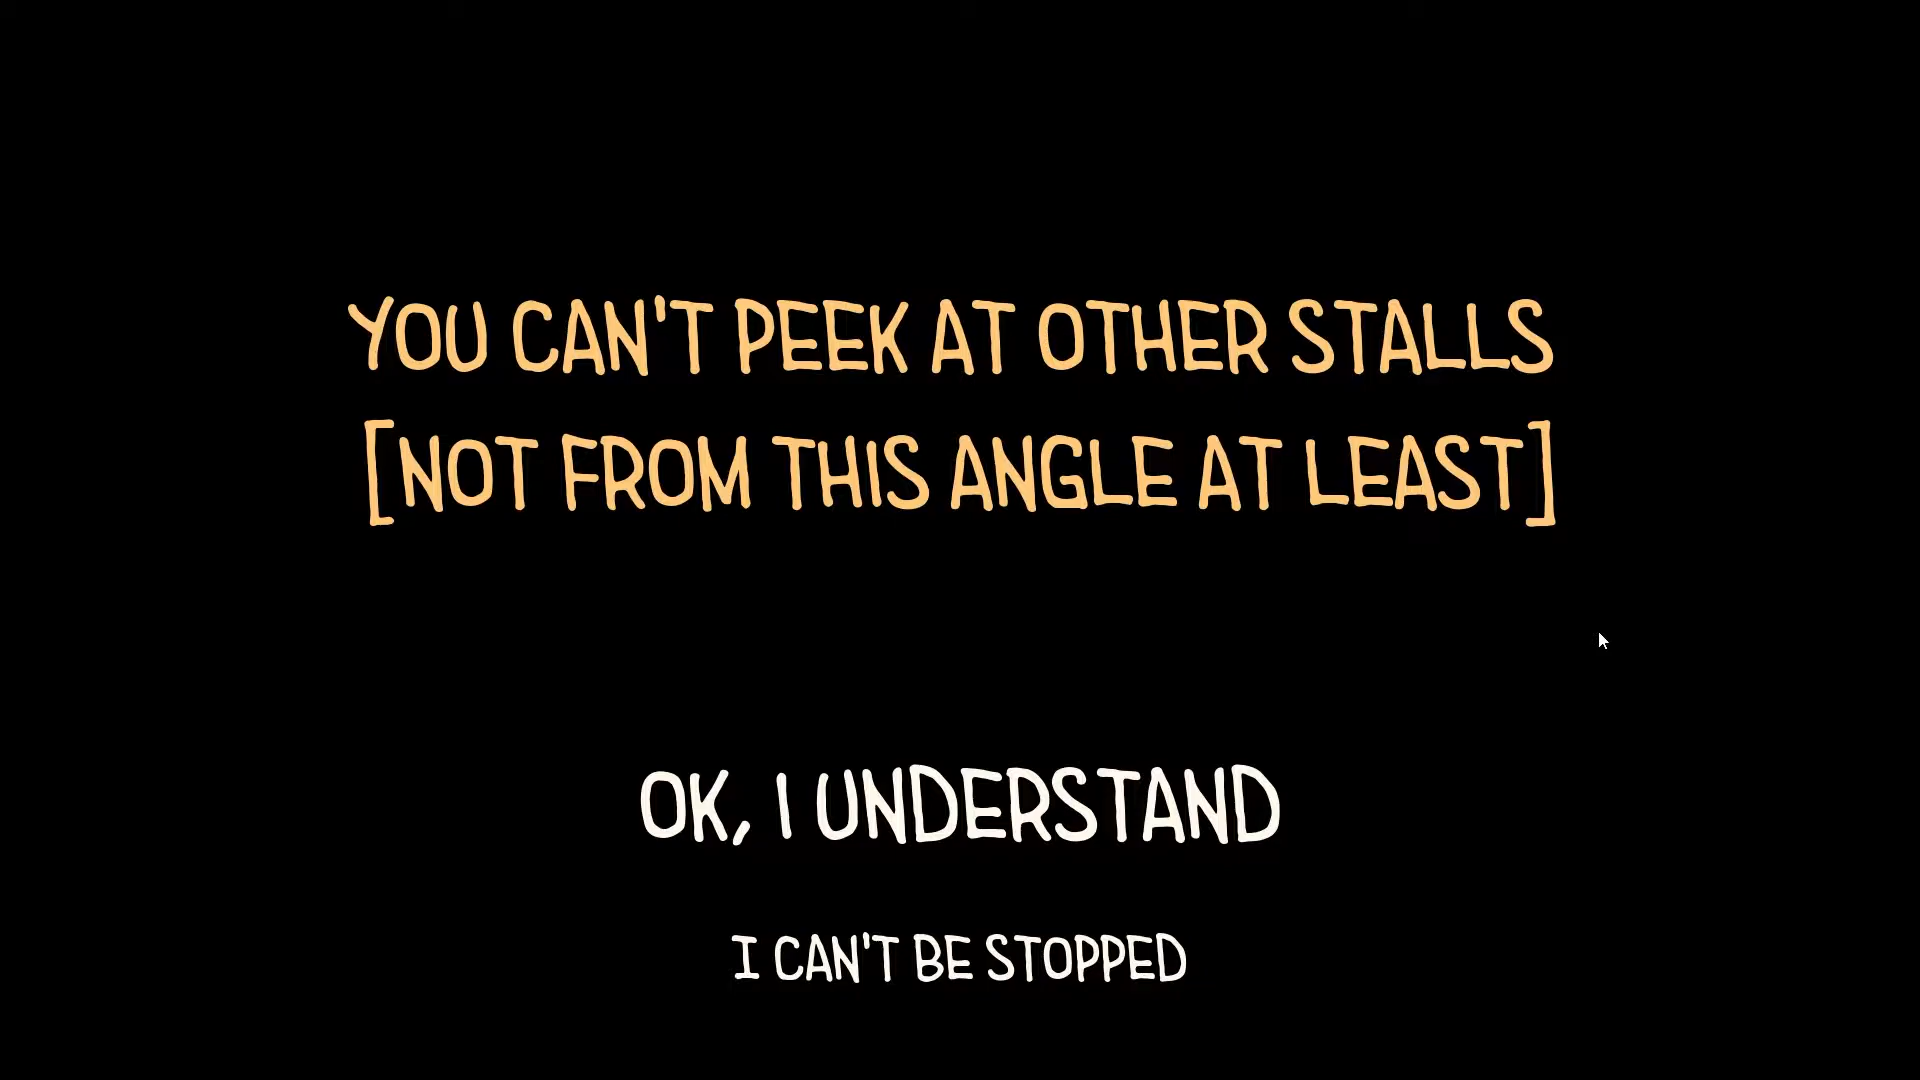 YOU CAN'T PEEK AT OTHER STALLS
[NOT FROM THIS ANGLE AT LEAST]
OK, I UNDERSTAND
I CAN'T BE STOPPED